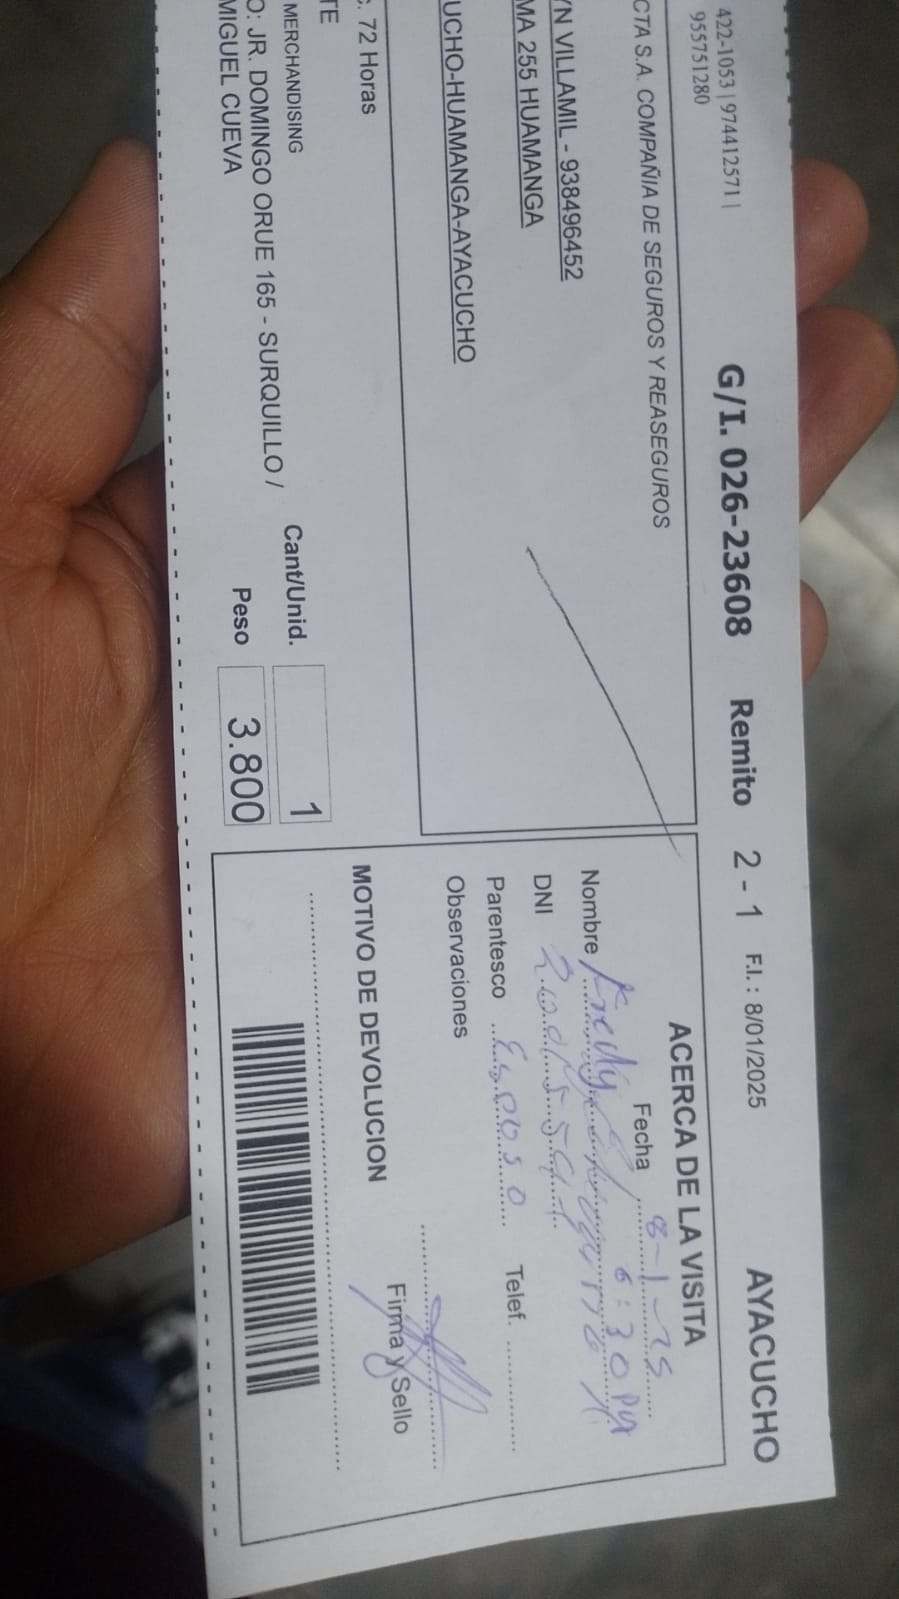 422-1053 | 974412571 |
955751280
G/I. 026-23608 Remito 2 - 1 F.I. : 8/01/2025 AYACUCHO
CTA S.A. COMPAÑIA DE SEGUROS Y REASEGUROS
YN VILLAMIL - 938496452
MA 255 HUAMANGA
UCHO-HUAMANGA-AYACUCHO
. 72 Horas
TE
MERCHANDISING
O: JR. DOMINGO ORUE 165 - SURQUILLO /
MIGUEL CUEVA
Cant/Unid. 1
Peso 3.800
ACERCA DE LA VISITA
Fecha 8-1-25
6:30 pm
Nombre Fredy
DNI
Parentesco Esposo Telef.
Observaciones
Firma y Sello
MOTIVO DE DEVOLUCION